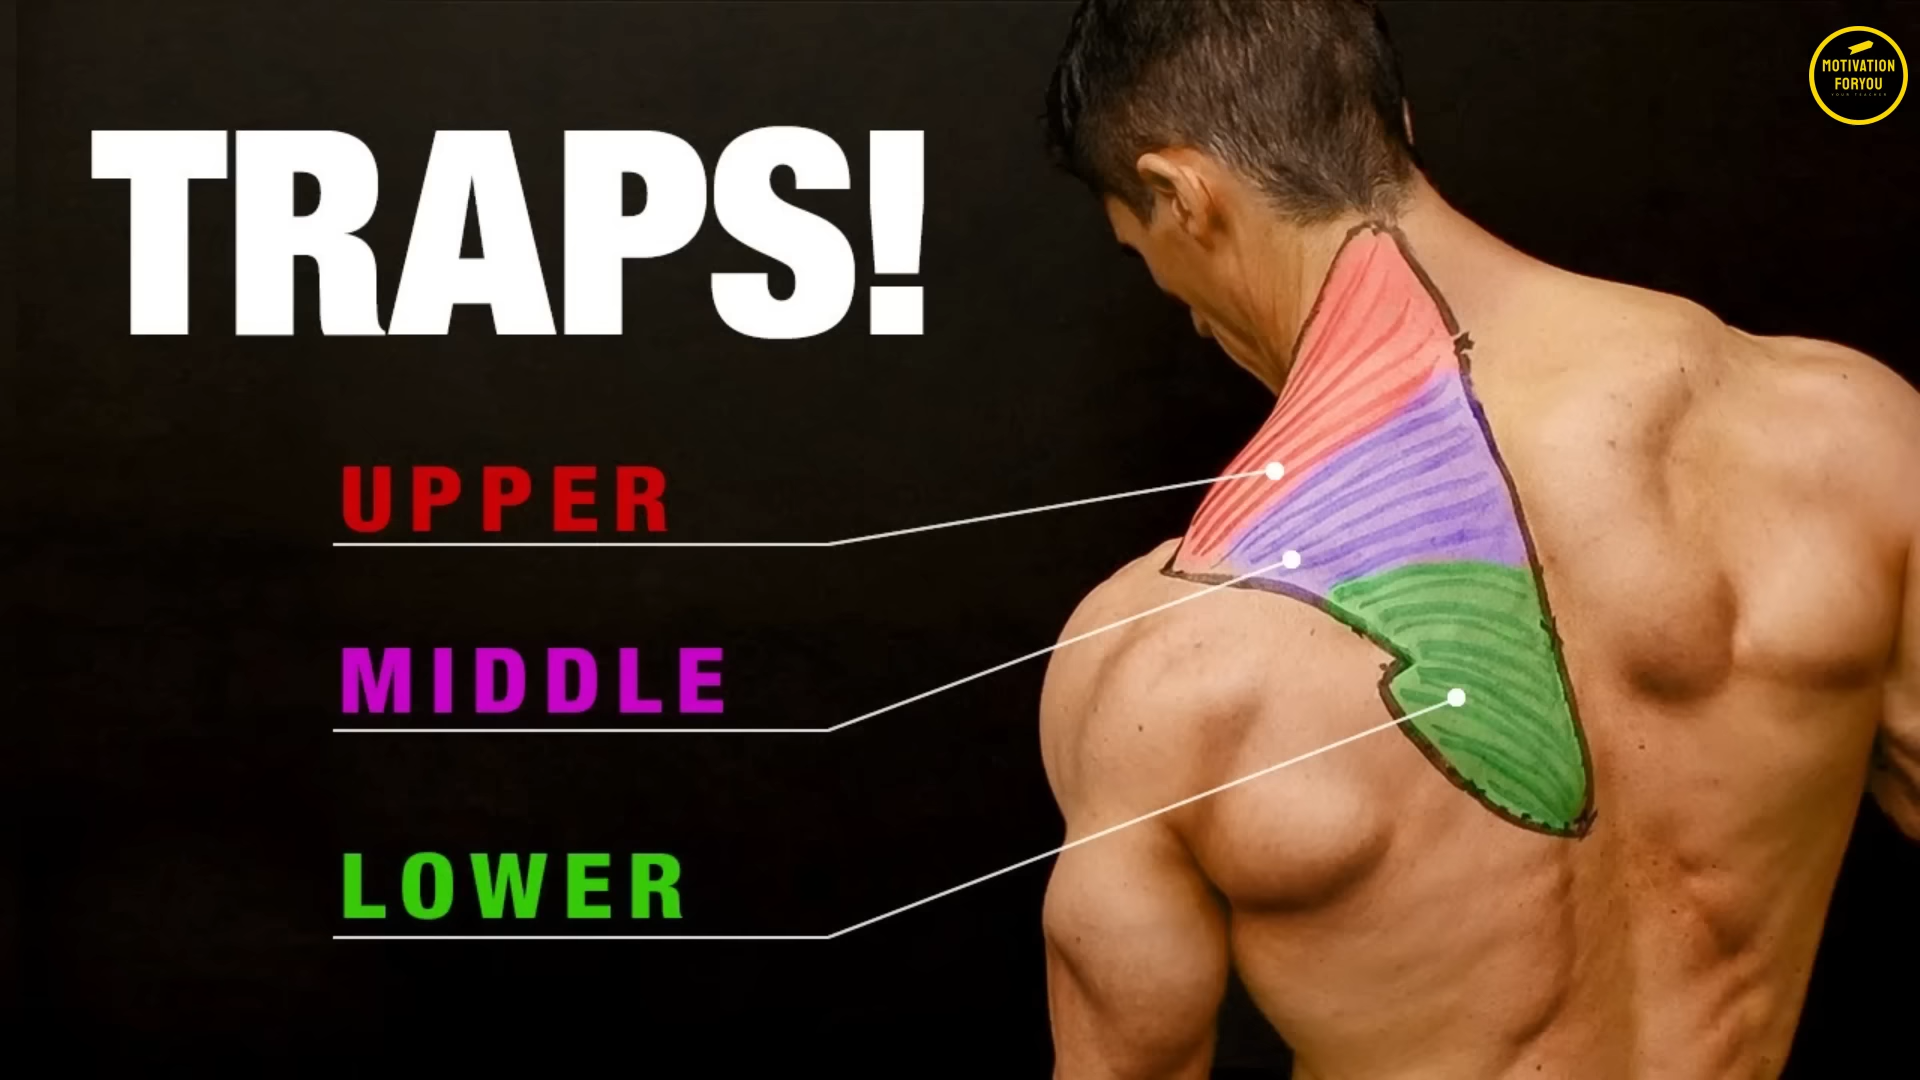 TRAPS!
MOTIVATION
FORYOU
UPPER
MIDDLE
LOWER